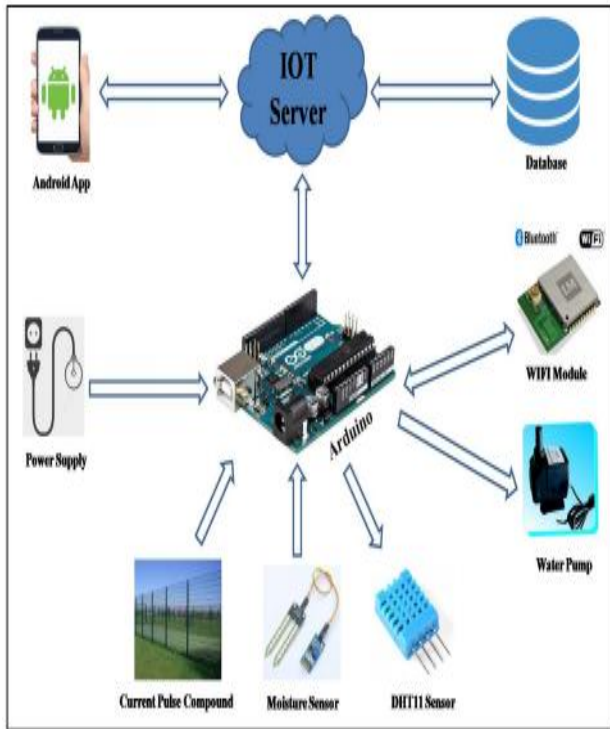 IOT
Server
Android App
Database
Bluetooth
WiFi
WIFI Module
Power Supply
Arduino
Water Pump
Current Pulse Compound
Moisture Sensor
DHT11 Sensor